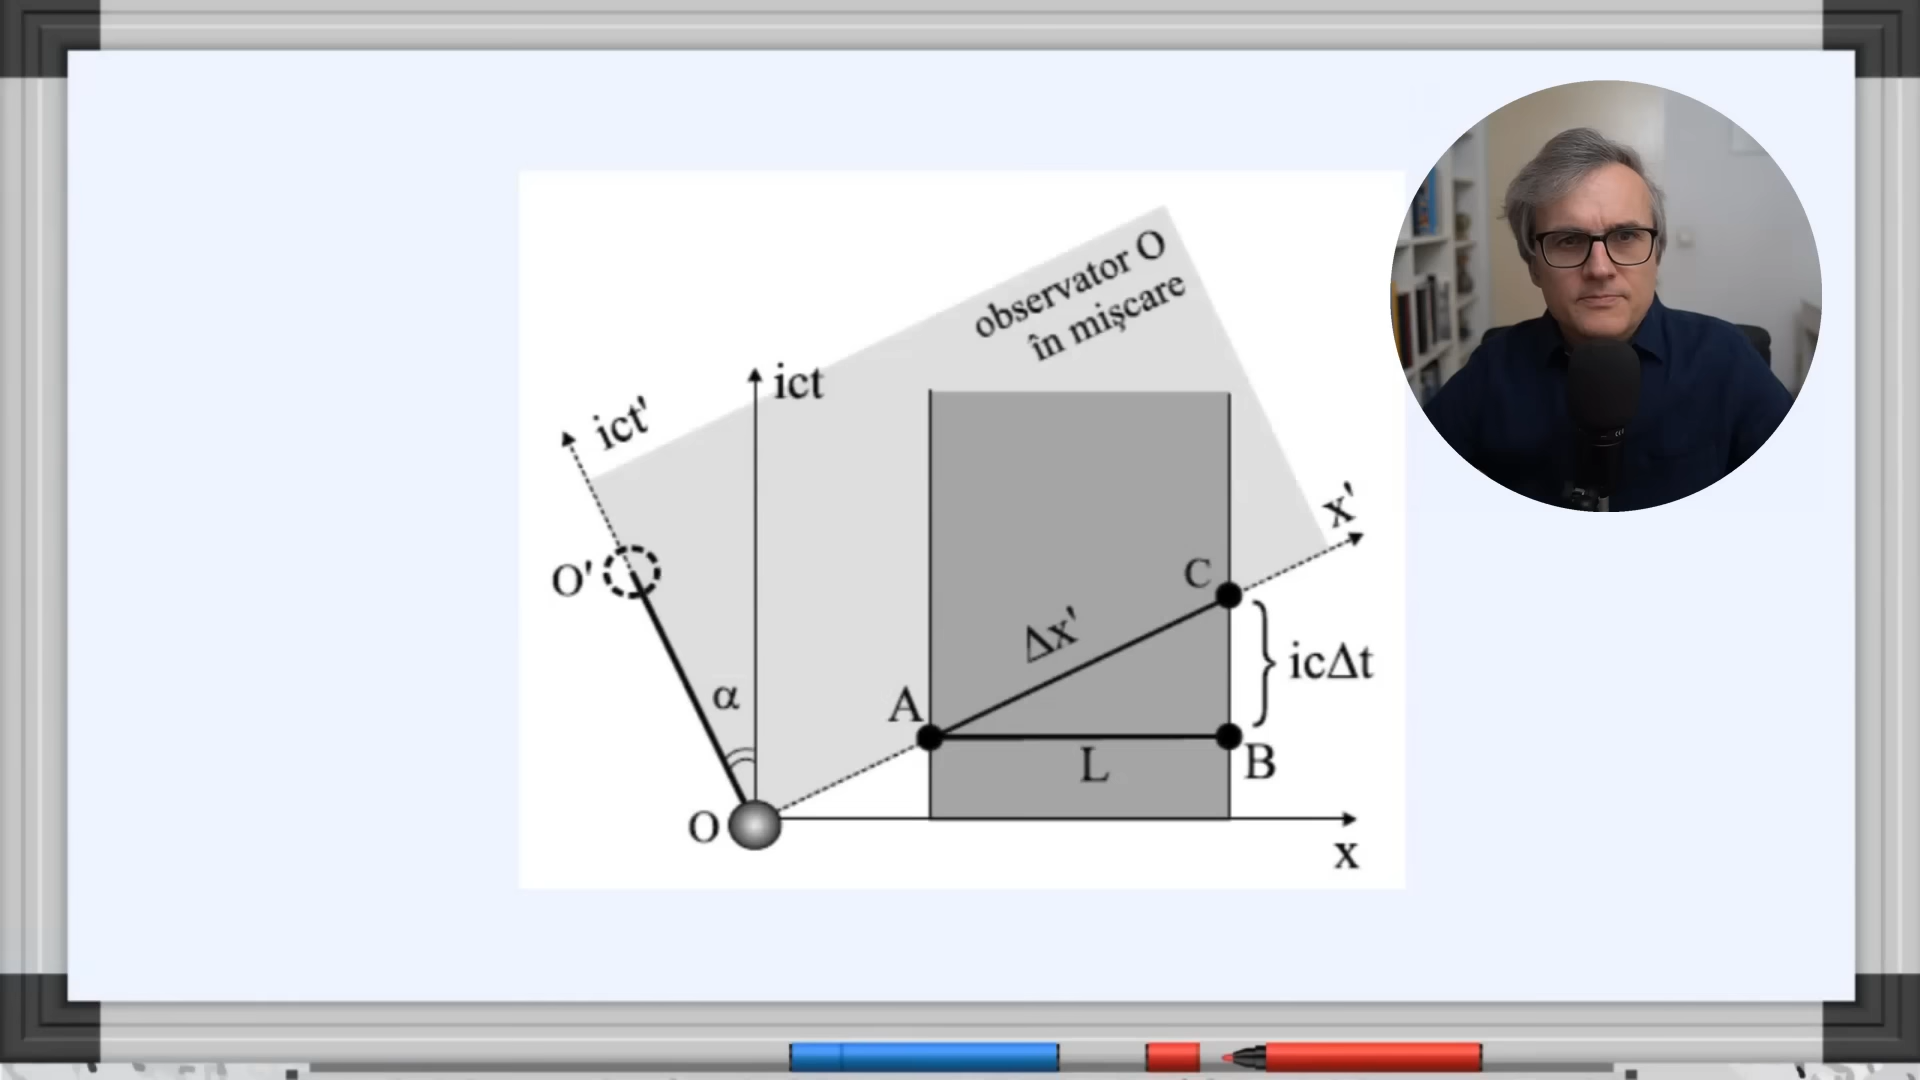 observator O
în mişcare
ict
ict'
x'
O'
C
Δx'
icΔt
α
A
L
B
O
x